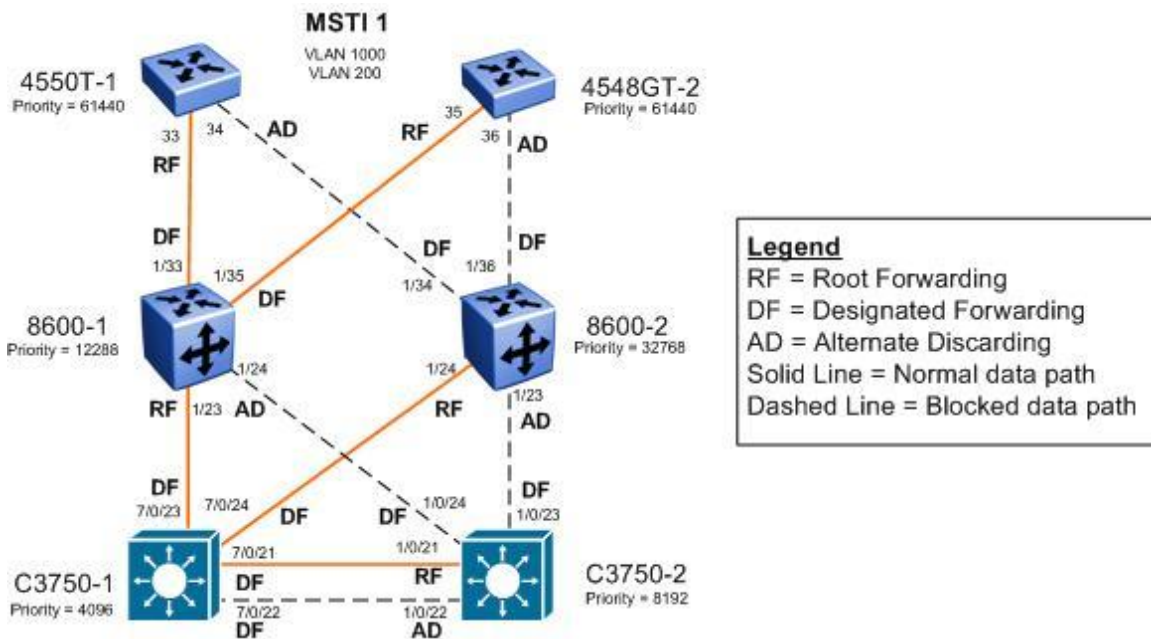 MSTI 1
VLAN 1000
VLAN 200
4550T-1
Priority = 61440
4548GT-2
Priority = 61440
33
34
AD
RF
35
RF
36
AD
DF
1/33
1/35
DF
DF
1/34
1/36
DF
8600-1
Priority = 12288
8600-2
Priority = 32768
1/24
RF
1/23
AD
1/24
RF
1/23
AD
DF
7/0/23
7/0/24
DF
1/0/24
DF
DF
1/0/23
7/0/21
1/0/21
DF
RF
7/0/22
1/0/22
DF
AD
C3750-1
Priority = 4096
C3750-2
Priority = 8192
Legend
RF = Root Forwarding
DF = Designated Forwarding
AD = Alternate Discarding
Solid Line = Normal data path
Dashed Line = Blocked data path